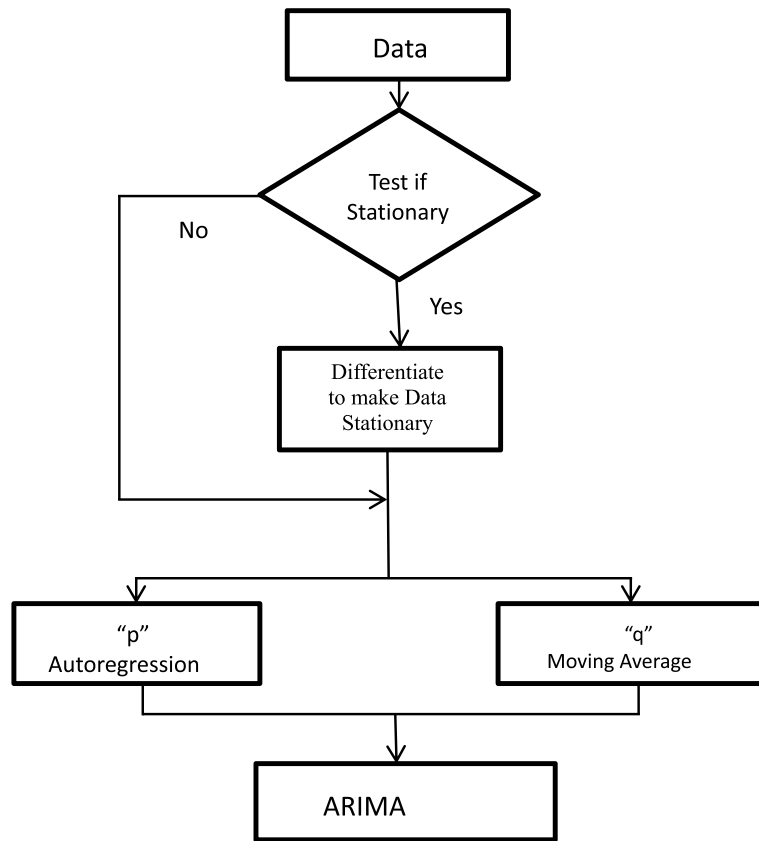 Data
Test if
Stationary
No
Yes
Differentiate
to make Data
Stationary
“p”
Autoregression
“q”
Moving Average
ARIMA